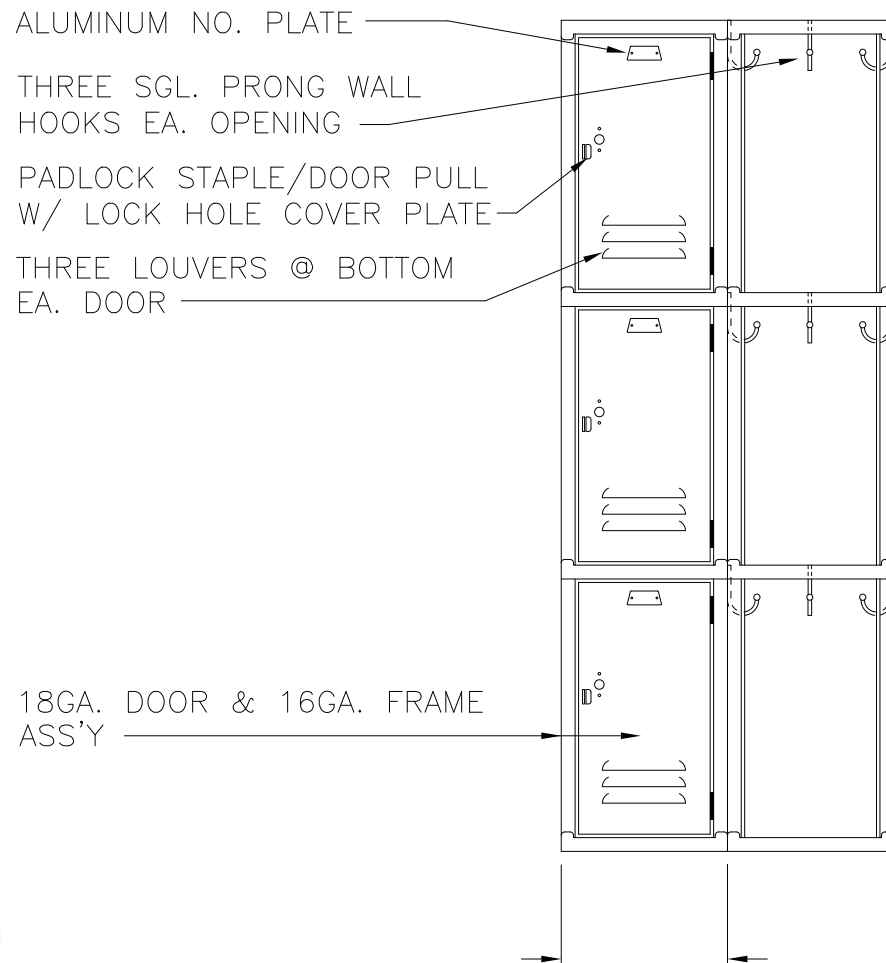 ALUMINUM NO. PLATE
THREE SGL. PRONG WALL
HOOKS EA. OPENING
PADLOCK STAPLE/DOOR PULL
W/ LOCK HOLE COVER PLATE
THREE LOUVERS @ BOTTOM
EA. DOOR
18GA. DOOR & 16GA. FRAME
ASS'Y